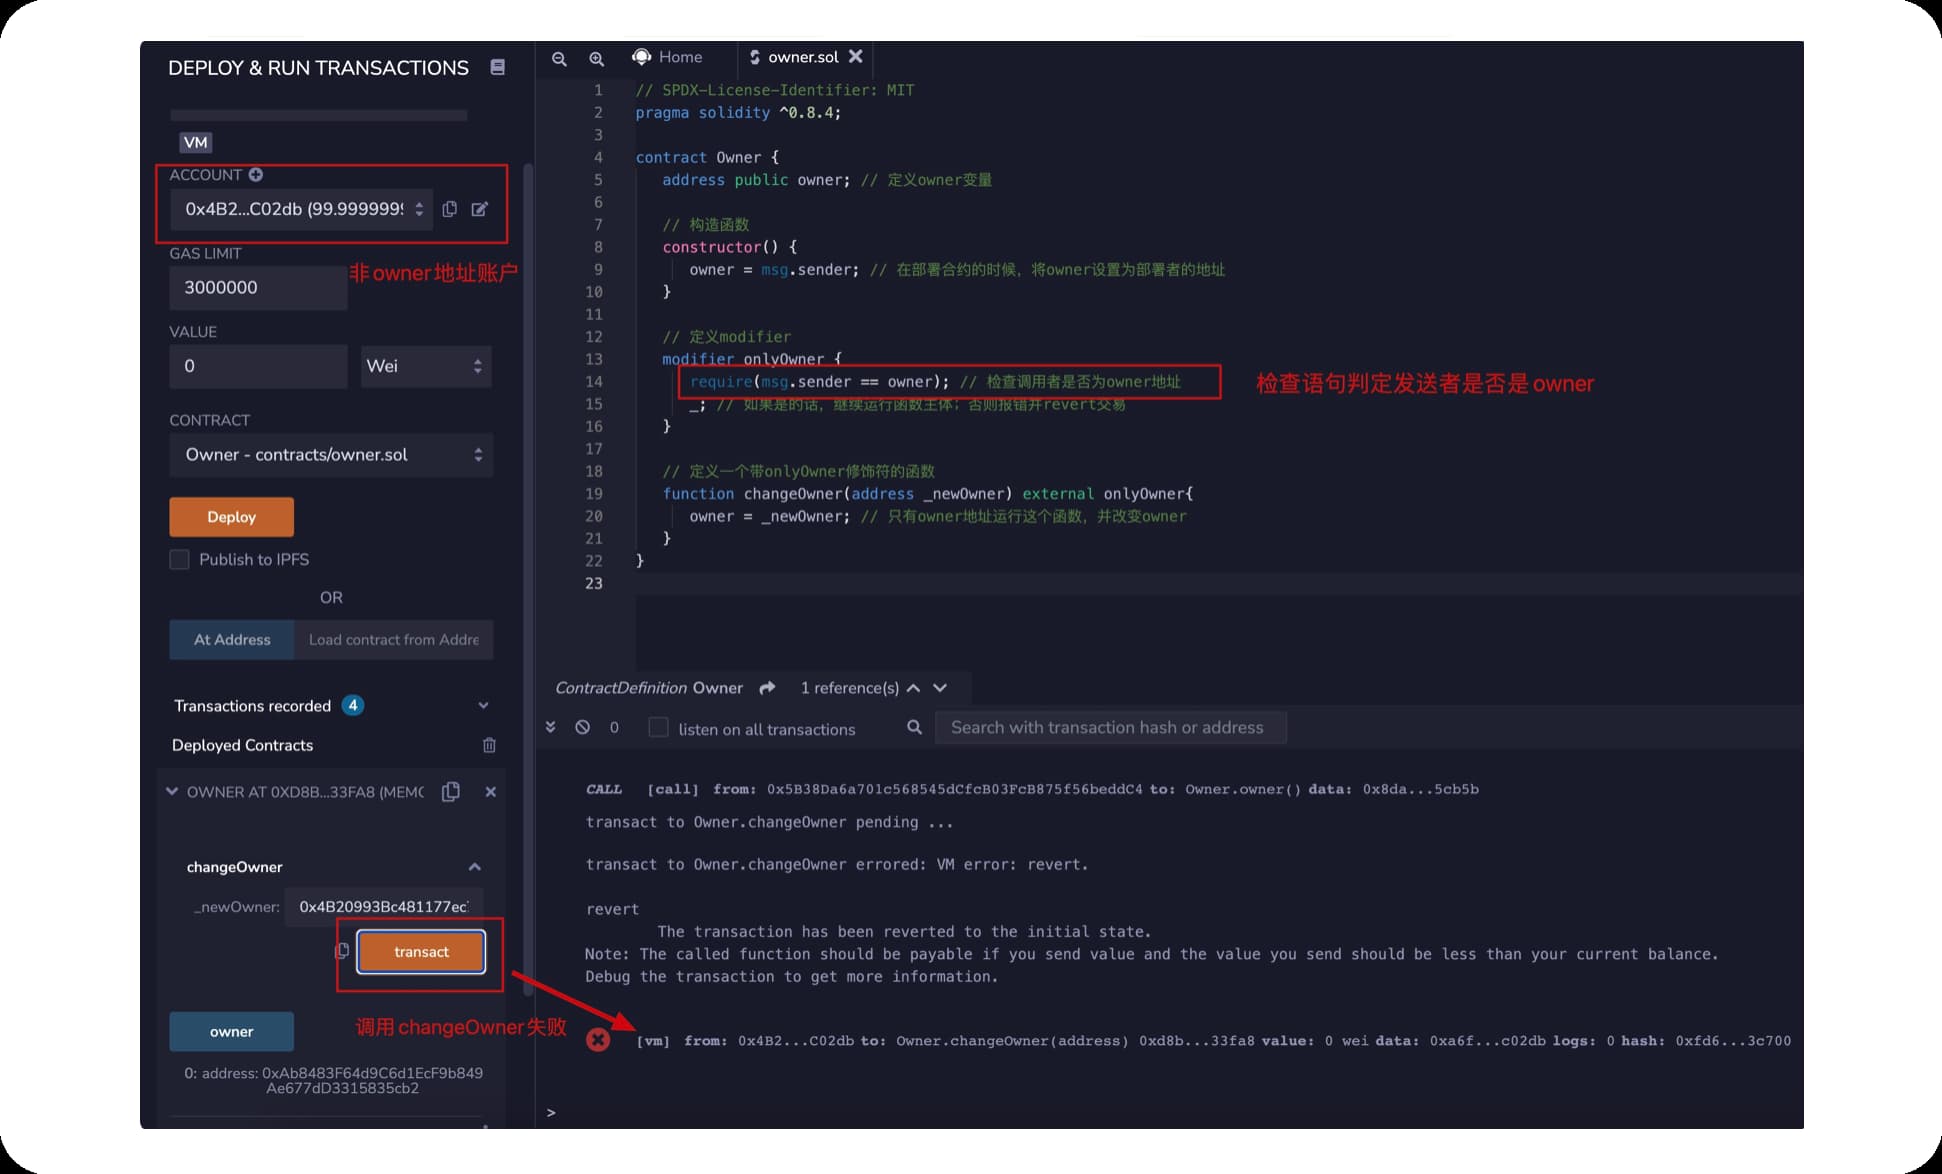 DEPLOY & RUN TRANSACTIONS
VM
ACCOUNT
0x4B2...C02db (99.9999999
GAS LIMIT
非owner地址账户
3000000
VALUE
0
Wei
CONTRACT
Owner - contracts/owner.sol
Deploy
Publish to IPFS
OR
At Address
Load contract from Addre
Transactions recorded 4
Deployed Contracts
OWNER AT 0XD8B...33FA8 (MEMO
changeOwner
_newOwner: 0x4B20993Bc481177ec
transact
调用changeOwner失败
owner
0: address: 0xAb8483F64d9C6d1EcF9b849
Ae677dD3315835cb2
Home
owner.sol
1 // SPDX-License-Identifier: MIT
2 pragma solidity ^0.8.4;
3
4 contract Owner {
5 address public owner; // 定义owner变量
6
7 // 构造函数
8 constructor() {
9 owner = msg.sender; // 在部署合约的时候，将owner设置为部署者的地址
10 }
11
12 // 定义modifier
13 modifier onlyOwner {
14 require(msg.sender == owner); // 检查调用者是否为owner地址
检查语句判定发送者是否是owner
15 _; // 如果是的话，继续运行函数主体；否则报错并revert交易
16 }
17
18 // 定义一个带onlyOwner修饰符的函数
19 function changeOwner(address _newOwner) external onlyOwner{
20 owner = _newOwner; // 只有owner地址运行这个函数，并改变owner
21 }
22 }
23
ContractDefinition Owner 1 reference(s)
0 listen on all transactions Search with transaction hash or address
CALL [call] from: 0x5B38Da6a701c568545dCfcB03FcB875f56beddC4 to: Owner.owner() data: 0x8da...5cb5b
transact to Owner.changeOwner pending ...
transact to Owner.changeOwner errored: VM error: revert.
revert
The transaction has been reverted to the initial state.
Note: The called function should be payable if you send value and the value you send should be less than your current balance.
Debug the transaction to get more information.
[vm] from: 0x4B2...C02db to: Owner.changeOwner(address) 0xd8b...33fa8 value: 0 wei data: 0xa6f...c02db logs: 0 hash: 0xfd6...3c700
>